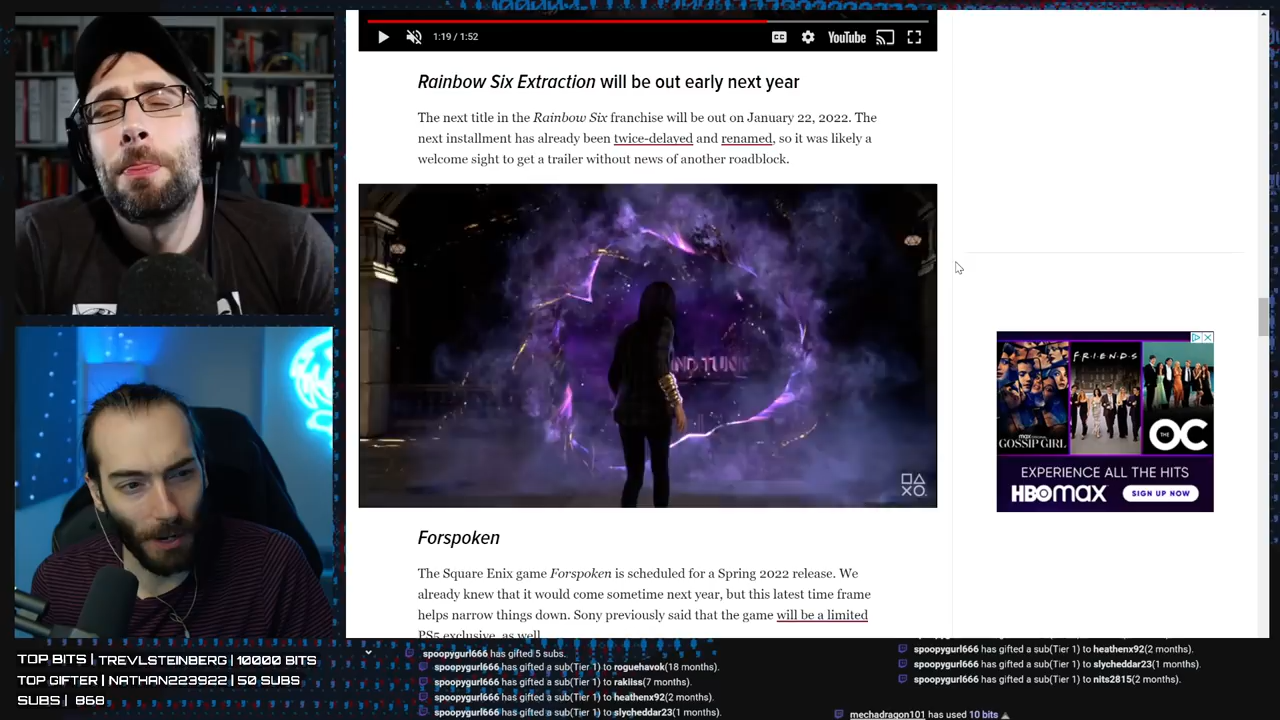 1:19 / 1:52
CC
YouTube
Rainbow Six Extraction will be out early next year
The next title in the Rainbow Six franchise will be out on January 22, 2022. The
next installment has already been twice-delayed and renamed, so it was likely a
welcome sight to get a trailer without news of another roadblock.
Forspoken
The Square Enix game Forspoken is scheduled for a Spring 2022 release. We
already knew that it would come sometime next year, but this latest time frame
helps narrow things down. Sony previously said that the game will be a limited
PS5 exclusive, as well.
FRIENDS
max original
GOSSIP GIRL
THE OC
EXPERIENCE ALL THE HITS
HBOmax SIGN UP NOW
TOP BITS | TREVLSTEINBERG | 10000 BITS
TOP GIFTER | NATHAN223922 | 50 SUBS
SUBS | 868
spoopygurl666 has gifted 5 subs.
spoopygurl666 has gifted a sub(Tier 1) to roguehavok(18 months).
spoopygurl666 has gifted a sub(Tier 1) to rakiiss(7 months).
spoopygurl666 has gifted a sub(Tier 1) to heathenx92(2 months).
spoopygurl666 has gifted a sub(Tier 1) to slycheddar23(1 months).
spoopygurl666 has gifted a sub(Tier 1) to heathenx92(2 months).
spoopygurl666 has gifted a sub(Tier 1) to slycheddar23(1 months).
spoopygurl666 has gifted a sub(Tier 1) to nits2815(2 months).
mechadragon101 has used 10 bits